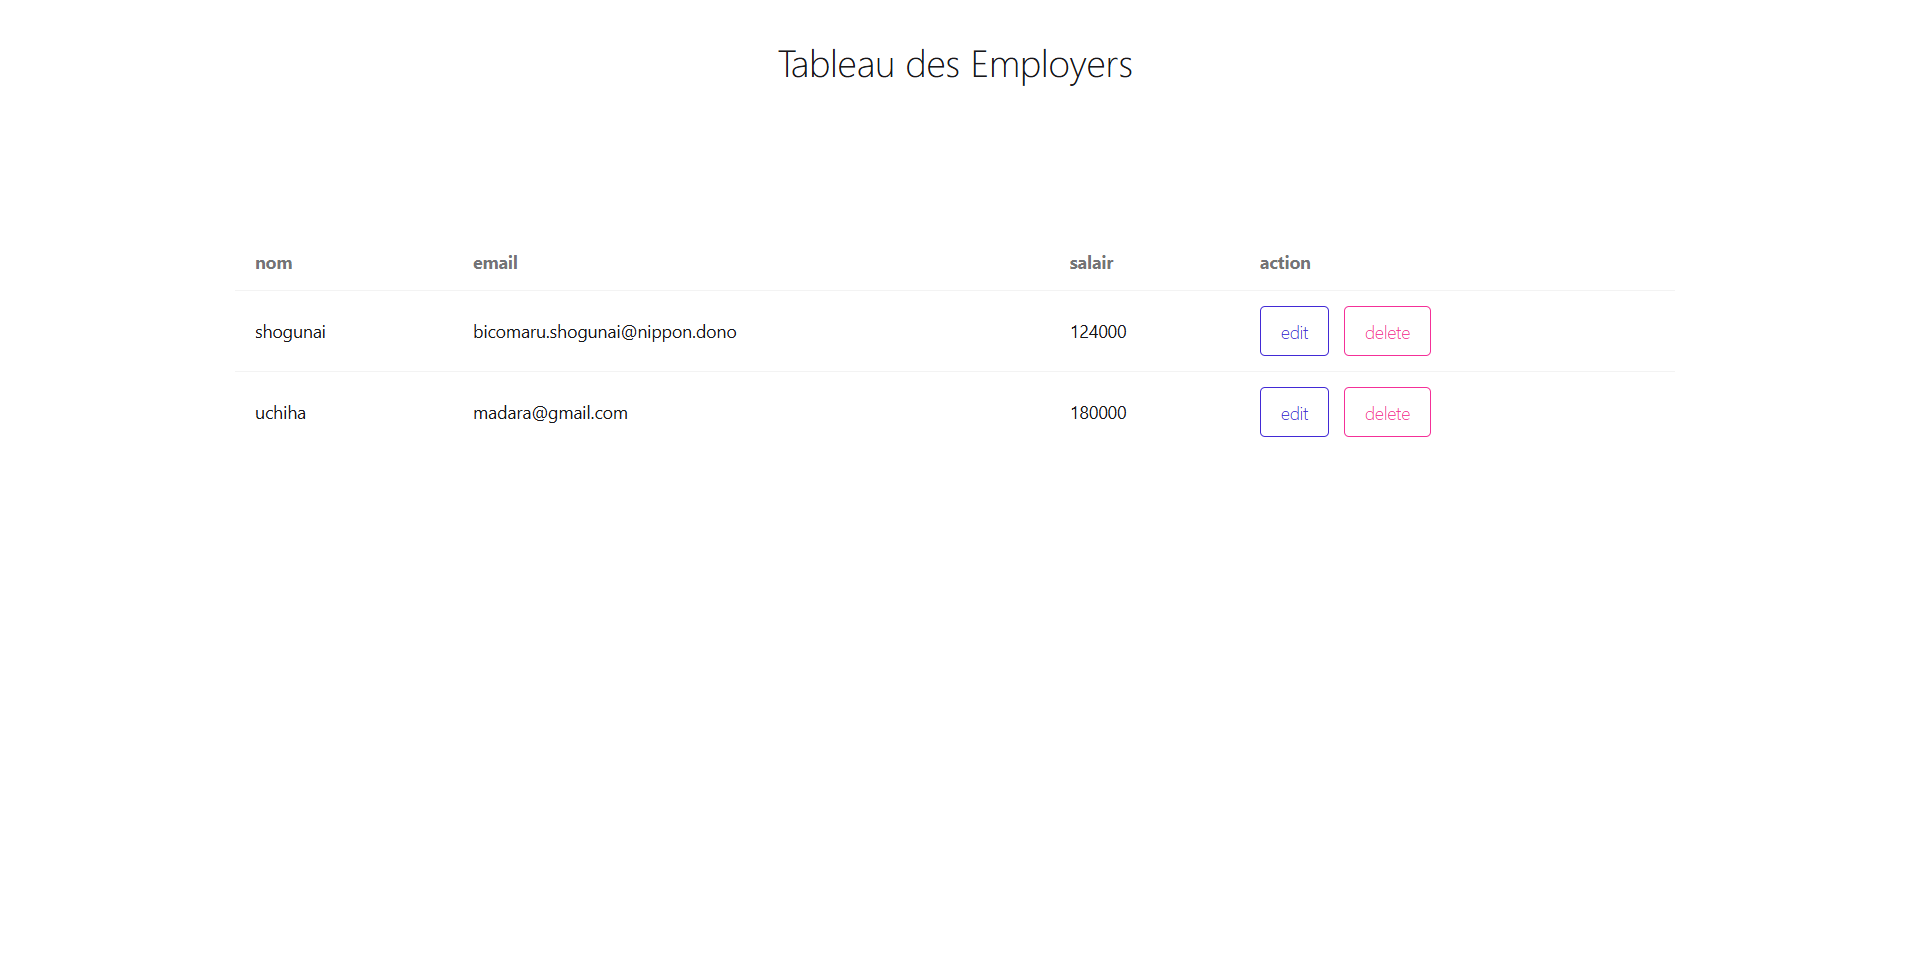 Tableau des Employers
nom email salair action
shogunai bicomaru.shogunai@nippon.dono 124000 edit delete
uchiha madara@gmail.com 180000 edit delete